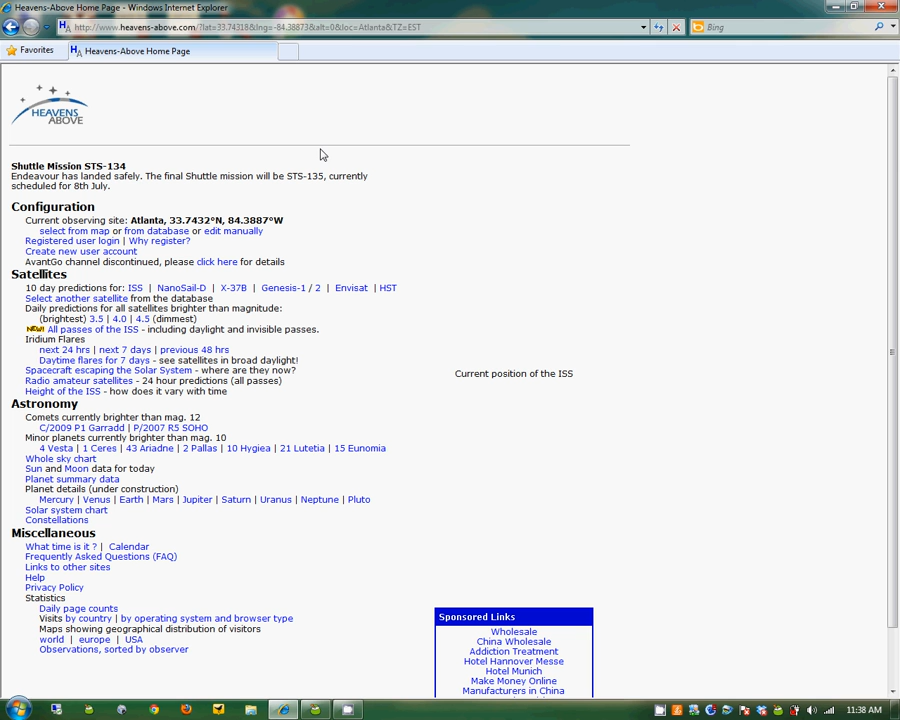 Heavens-Above Home Page - Windows Internet Explorer
http://www.heavens-above.com/?lat=33.74318&lng=-84.38873&alt=0&loc=Atlanta&TZ=EST
Bing
Favorites
Heavens-Above Home Page
HEAVENS
ABOVE
Shuttle Mission STS-134
Endeavour has landed safely. The final Shuttle mission will be STS-135, currently
scheduled for 8th July.
Configuration
Current observing site: Atlanta, 33.7432°N, 84.3887°W
select from map or from database or edit manually
Registered user login | Why register?
Create new user account
AvantGo channel discontinued, please click here for details
Satellites
10 day predictions for: ISS | NanoSail-D | X-37B | Genesis-1 / 2 | Envisat | HST
Select another satellite from the database
Daily predictions for all satellites brighter than magnitude:
(brightest) 3.5 | 4.0 | 4.5 (dimmest)
NEW! All passes of the ISS - including daylight and invisible passes.
Iridium Flares
next 24 hrs | next 7 days | previous 48 hrs
Daytime flares for 7 days - see satellites in broad daylight!
Spacecraft escaping the Solar System - where are they now?
Radio amateur satellites - 24 hour predictions (all passes)
Height of the ISS - how does it vary with time
Current position of the ISS
Astronomy
Comets currently brighter than mag. 12
C/2009 P1 Garradd | P/2007 R5 SOHO
Minor planets currently brighter than mag. 10
4 Vesta | 1 Ceres | 43 Ariadne | 2 Pallas | 10 Hygiea | 21 Lutetia | 15 Eunomia
Whole sky chart
Sun and Moon data for today
Planet summary data
Planet details (under construction)
Mercury | Venus | Earth | Mars | Jupiter | Saturn | Uranus | Neptune | Pluto
Solar system chart
Constellations
Miscellaneous
What time is it ? | Calendar
Frequently Asked Questions (FAQ)
Links to other sites
Help
Privacy Policy
Statistics
Daily page counts
Visits by country | by operating system and browser type
Maps showing geographical distribution of visitors
world | europe | USA
Observations, sorted by observer
Sponsored Links
Wholesale
China Wholesale
Addiction Treatment
Hotel Hannover Messe
Hotel Munich
Make Money Online
Manufacturers in China
11:38 AM